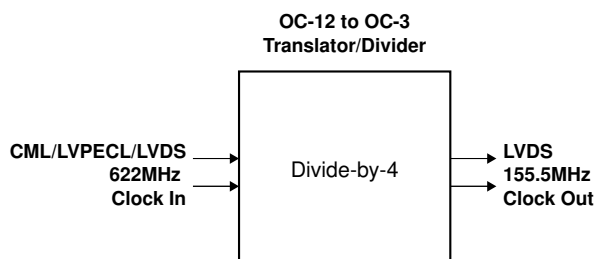 OC-12 to OC-3
Translator/Divider
CML/LVPECL/LVDS
622MHz
Clock In
Divide-by-4
LVDS
155.5MHz
Clock Out